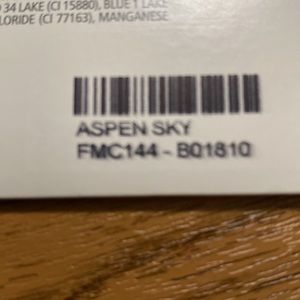 34 LAKE (CI 15880), BLUE 1 LAKE
LORIDE (CI 77163), MANGANESE
ASPEN SKY
FMC144 - B01810